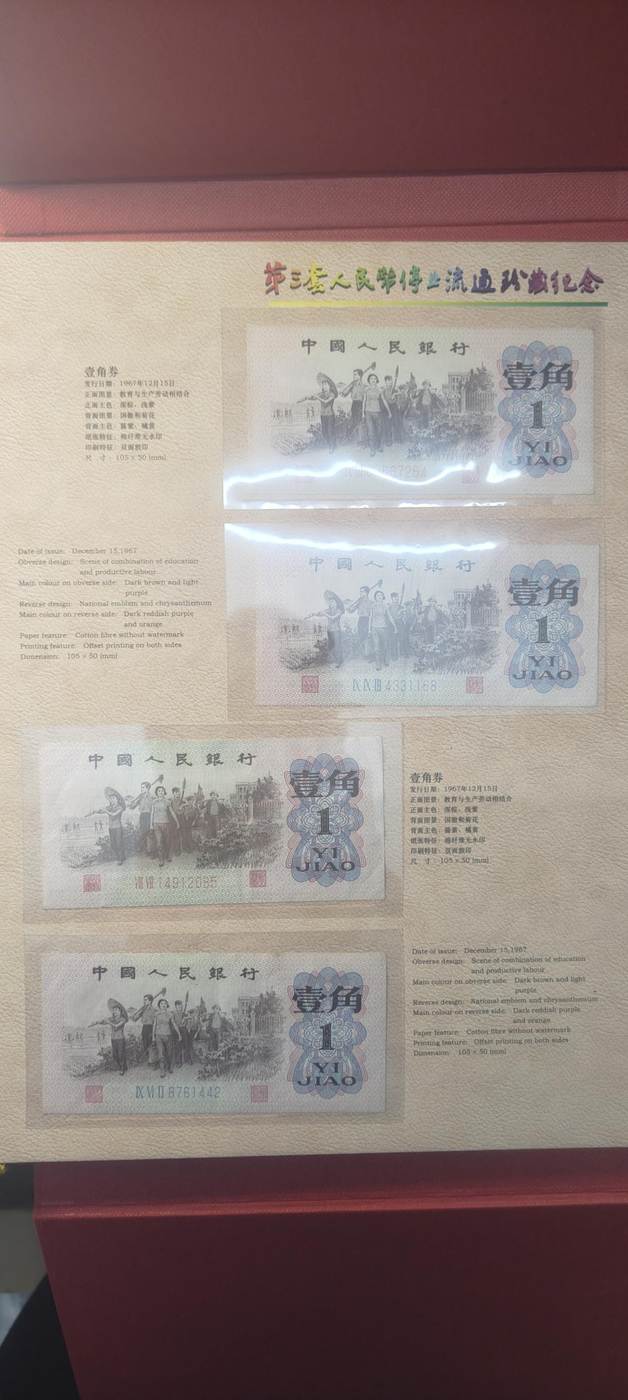 第三套人民币停止流通珍藏纪念
壹角券
发行日期：1967年12月15日
正面图景：教育与生产劳动相结合
正面主色：深棕、浅紫
背面图景：国徽和菊花
背面主色：
纸张特征：棉纤维无水印
印刷特征：双面胶印
尺 寸：105 × 50 (mm)
中國人民銀行
壹角
1
YI
JIAO
Date of issue: December 15,1967
Obverse design: Scene of combination of education
and productive labour
Main colour on obverse side: Dark brown and light
purple
Reverse design: National emblem and chrysanthemum
Main colour on reverse side: Dark reddish purple
and orange
Paper feature: Cotton fibre without watermark
Printing feature: Offset printing on both sides
Dimension: 105 × 50 (mm)
中國人民銀行
壹角
1
YI
JIAO
ⅨⅨⅢ 4331168
中國人民銀行
壹角
1
YI
JIAO
14912085
壹角券
发行日期：1967年12月15日
正面图景：教育与生产劳动相结合
正面主色：深棕、浅紫
背面图景：国徽和菊花
背面主色：
纸张特征：棉纤维无水印
印刷特征：双面胶印
尺 寸：105 × 50 (mm)
中國人民銀行
壹角
1
YI
JIAO
ⅨⅥⅡ 8761442
Date of issue: December 15,1967
Obverse design: Scene of combination of education
and productive labour
Main colour on obverse side: Dark brown and light
purple
Reverse design: National emblem and chrysanthemum
Main colour on reverse side: Dark reddish purple
and orange
Paper feature: Cotton fibre without watermark
Printing feature: Offset printing on both sides
Dimension: 105 × 50 (mm)